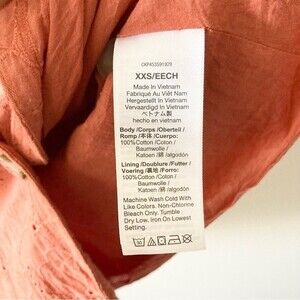 CKP453591929
XXS/EECH
Made in Vietnam
Fabriqué Au Viêt Nam
Hergestellt In Vietnam
Vervaardigd In Vietnam
ベトナム製
hecho en vietnam
Body/Corps/Oberteil/
Romp/本体/Cuerpo:
100%Cotton/Coton/
Baumwolle/
Katoen/綿/algodón
Lining/Doublure/Futter/
Voering/裏地/Forro:
100%Cotton/Coton/
Baumwolle/
Katoen/綿/algodón
Machine Wash Cold With
Like Colors. Non-Chlorine
Bleach Only. Tumble
Dry Low, Iron On Lowest
Setting.